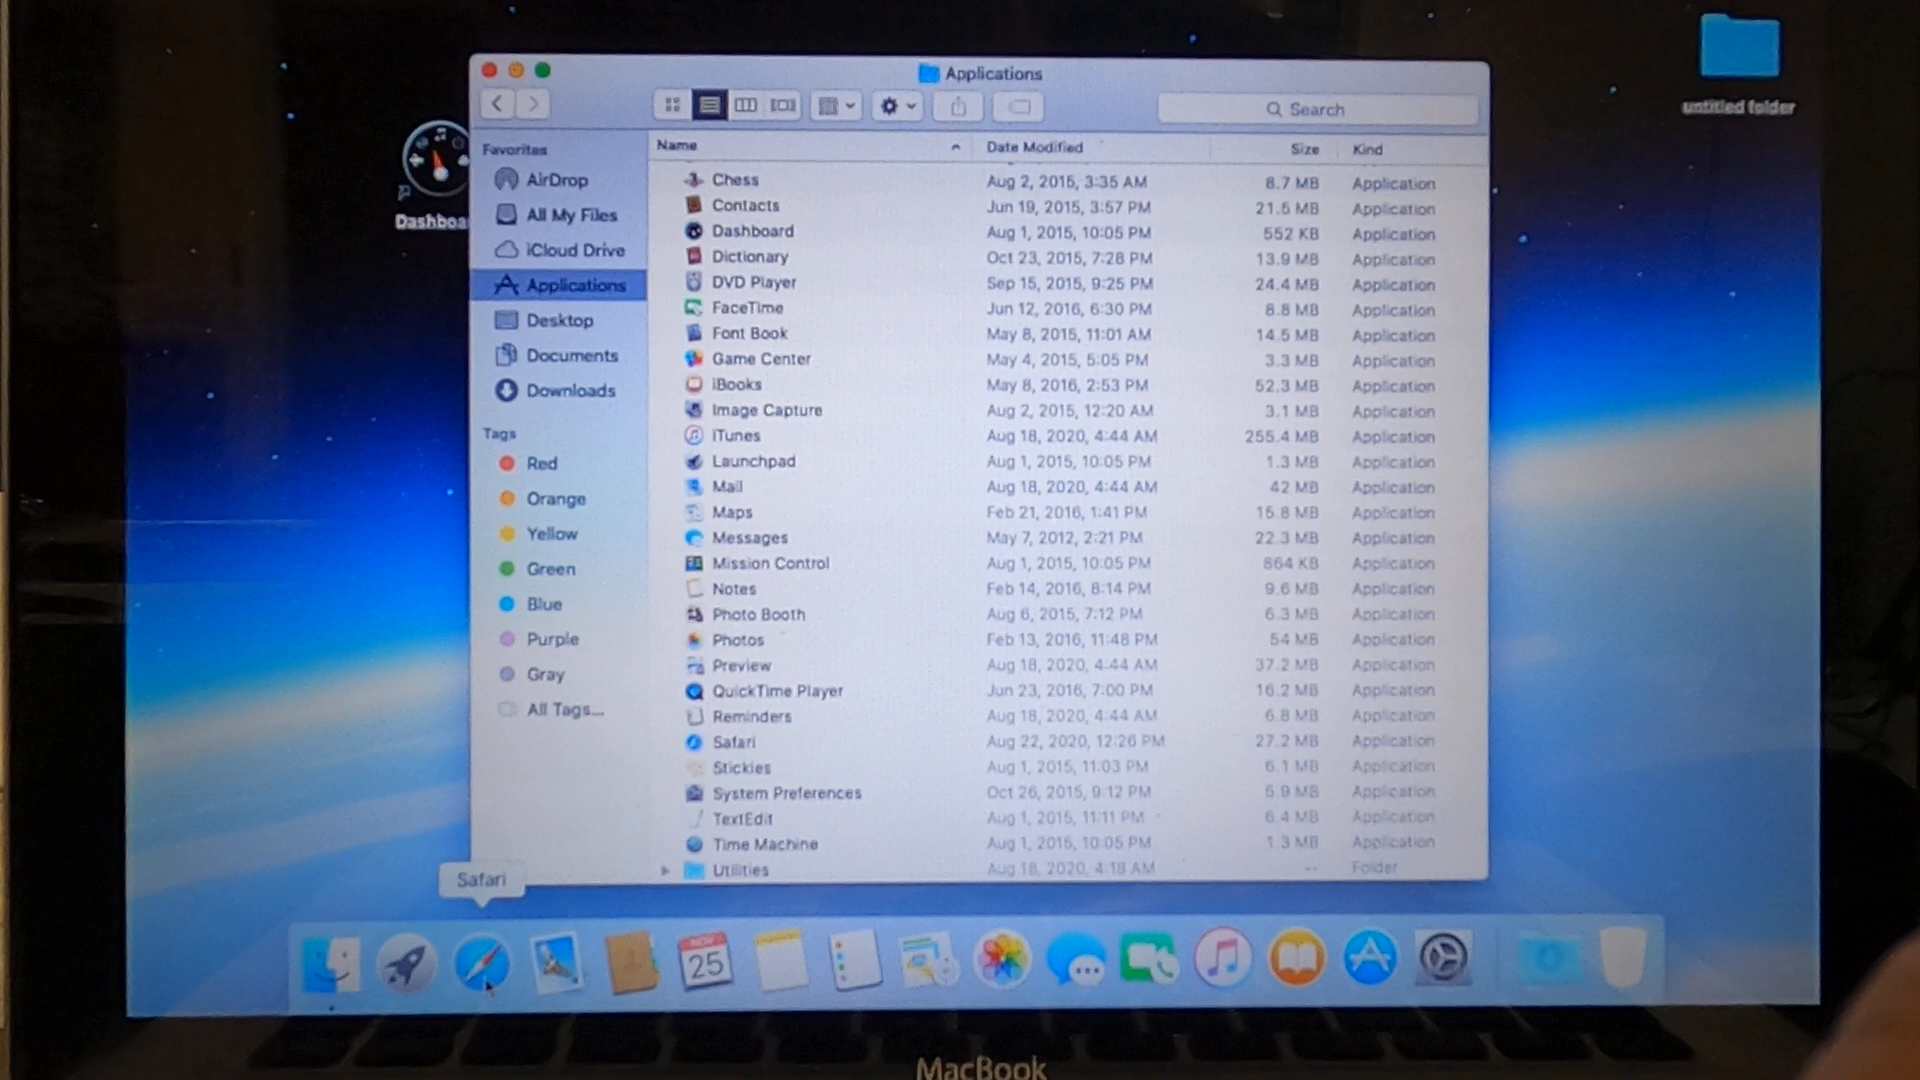 Applications
untitled folder
Search
Favorites
AirDrop
All My Files
iCloud Drive
Applications
Desktop
Documents
Downloads
Tags
Red
Orange
Yellow
Green
Blue
Purple
Gray
All Tags...
Dashboa
Name Date Modified Size Kind
Chess Aug 2, 2015, 3:35 AM 8.7 MB Application
Contacts Jun 19, 2015, 3:57 PM 21.5 MB Application
Dashboard Aug 1, 2015, 10:05 PM 552 KB Application
Dictionary Oct 23, 2015, 7:28 PM 13.9 MB Application
DVD Player Sep 15, 2015, 9:25 PM 24.4 MB Application
FaceTime Jun 12, 2016, 6:30 PM 8.8 MB Application
Font Book May 8, 2015, 11:01 AM 14.5 MB Application
Game Center May 4, 2015, 5:05 PM 3.3 MB Application
iBooks May 8, 2016, 2:53 PM 52.3 MB Application
Image Capture Aug 2, 2015, 12:20 AM 3.1 MB Application
iTunes Aug 18, 2020, 4:44 AM 255.4 MB Application
Launchpad Aug 1, 2015, 10:05 PM 1.3 MB Application
Mail Aug 18, 2020, 4:44 AM 42 MB Application
Maps Feb 21, 2016, 1:41 PM 15.8 MB Application
Messages May 7, 2012, 2:21 PM 22.3 MB Application
Mission Control Aug 1, 2015, 10:05 PM 864 KB Application
Notes Feb 14, 2016, 8:14 PM 9.6 MB Application
Photo Booth Aug 6, 2015, 7:12 PM 6.3 MB Application
Photos Feb 13, 2016, 11:48 PM 54 MB Application
Preview Aug 18, 2020, 4:44 AM 37.2 MB Application
QuickTime Player Jun 23, 2016, 7:00 PM 16.2 MB Application
Reminders Aug 18, 2020, 4:44 AM 6.8 MB Application
Safari Aug 22, 2020, 12:26 PM 27.2 MB Application
Stickies Aug 1, 2015, 11:03 PM 6.1 MB Application
System Preferences Oct 26, 2015, 9:12 PM 5.9 MB Application
TextEdit Aug 1, 2015, 11:11 PM 6.4 MB Application
Time Machine Aug 1, 2015, 10:05 PM 1.3 MB Application
Utilities Aug 18, 2020, 4:18 AM -- Folder
Safari
NOV
25
MacBook